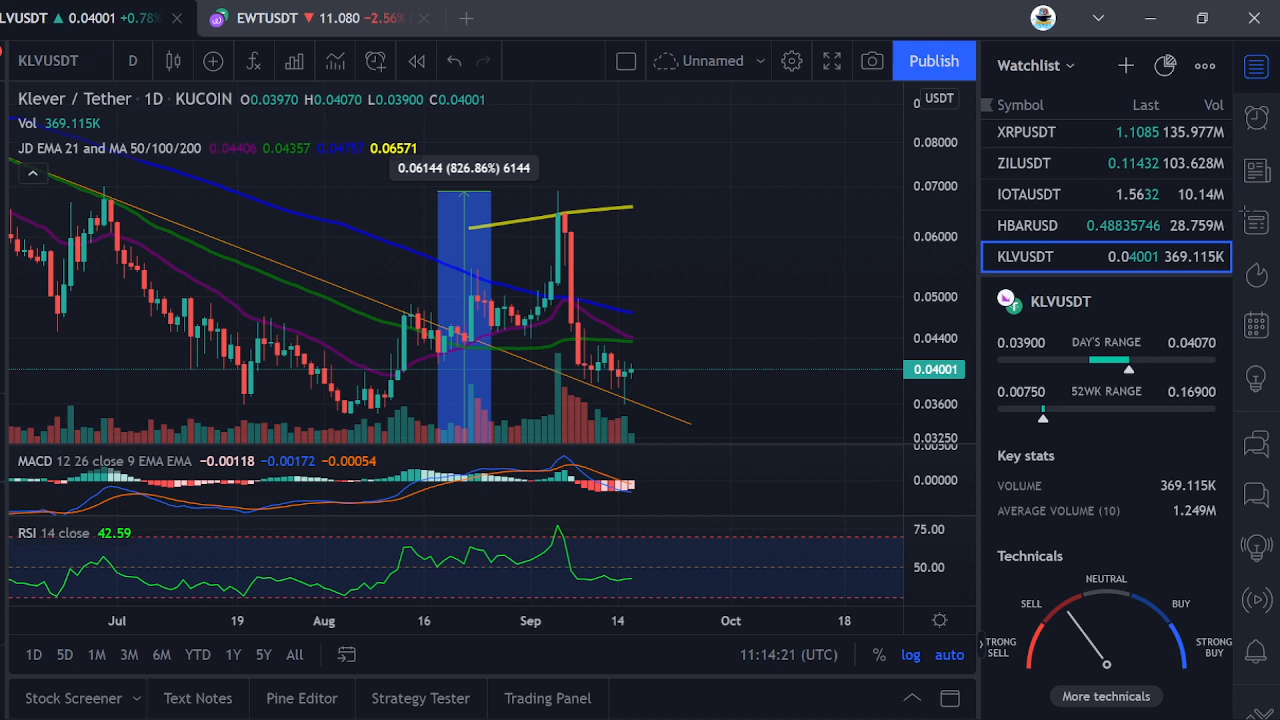 LVUSDT ▲ 0.04001 +0.78%
EWTUSDT ▼ 11.080 −2.56%
KLVUSDT D Unnamed Publish
Klever / Tether · 1D · KUCOIN O0.03970 H0.04070 L0.03900 C0.04001
Vol 369.115K
JD EMA 21 and MA 50/100/200 0.04406 0.04357 0.04757 0.06571
0.06144 (826.86%) 6144
USDT
0.08000
0.07000
0.06000
0.05000
0.04400
0.04001
0.03600
0.03250
MACD 12 26 close 9 EMA EMA −0.00118 −0.00172 −0.00054
0.00000
RSI 14 close 42.59
75.00
50.00
Jul 19 Aug 16 Sep 14 Oct 18
1D 5D 1M 3M 6M YTD 1Y 5Y All
11:14:21 (UTC) % log auto
Stock Screener Text Notes Pine Editor Strategy Tester Trading Panel
Watchlist
Symbol Last Vol
XRPUSDT 1.1085 135.977M
ZILUSDT 0.11432 103.628M
IOTAUSDT 1.5632 10.14M
HBARUSD 0.48835746 28.759M
KLVUSDT 0.04001 369.115K
KLVUSDT
0.03900 DAY'S RANGE 0.04070
0.00750 52WK RANGE 0.16900
Key stats
VOLUME 369.115K
AVERAGE VOLUME (10) 1.249M
Technicals
NEUTRAL
SELL BUY
STRONG SELL STRONG BUY
More technicals